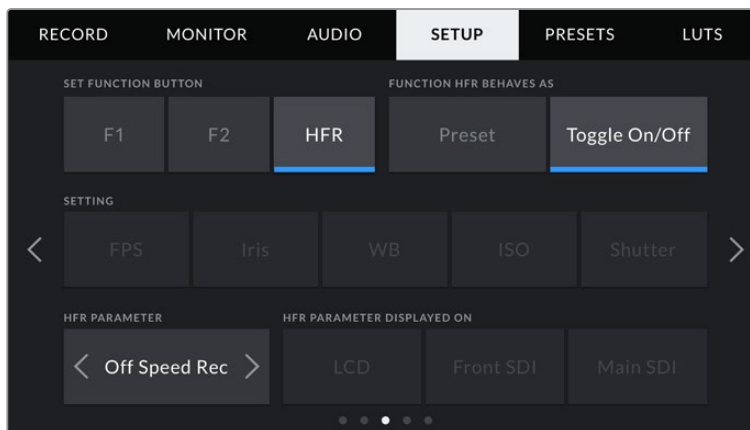 RECORD MONITOR AUDIO SETUP PRESETS LUTS
SET FUNCTION BUTTON FUNCTION HFR BEHAVES AS
F1 F2 HFR Preset Toggle On/Off
SETTING
FPS Iris WB ISO Shutter
HFR PARAMETER HFR PARAMETER DISPLAYED ON
Off Speed Rec LCD Front SDI Main SDI